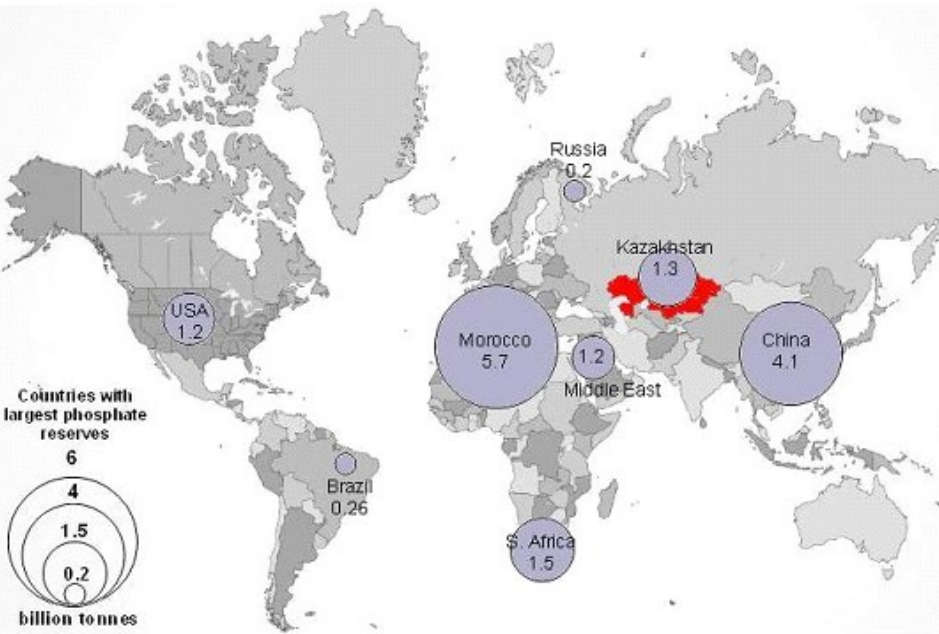 Russia
0.2
Kazakhstan
1.3
USA
1.2
Morocco
5.7
1.2
Middle East
China
4.1
Countries with
largest phosphate
reserves
6
4
1.5
0.2
billion tonnes
Brazil
0.26
S. Africa
1.5